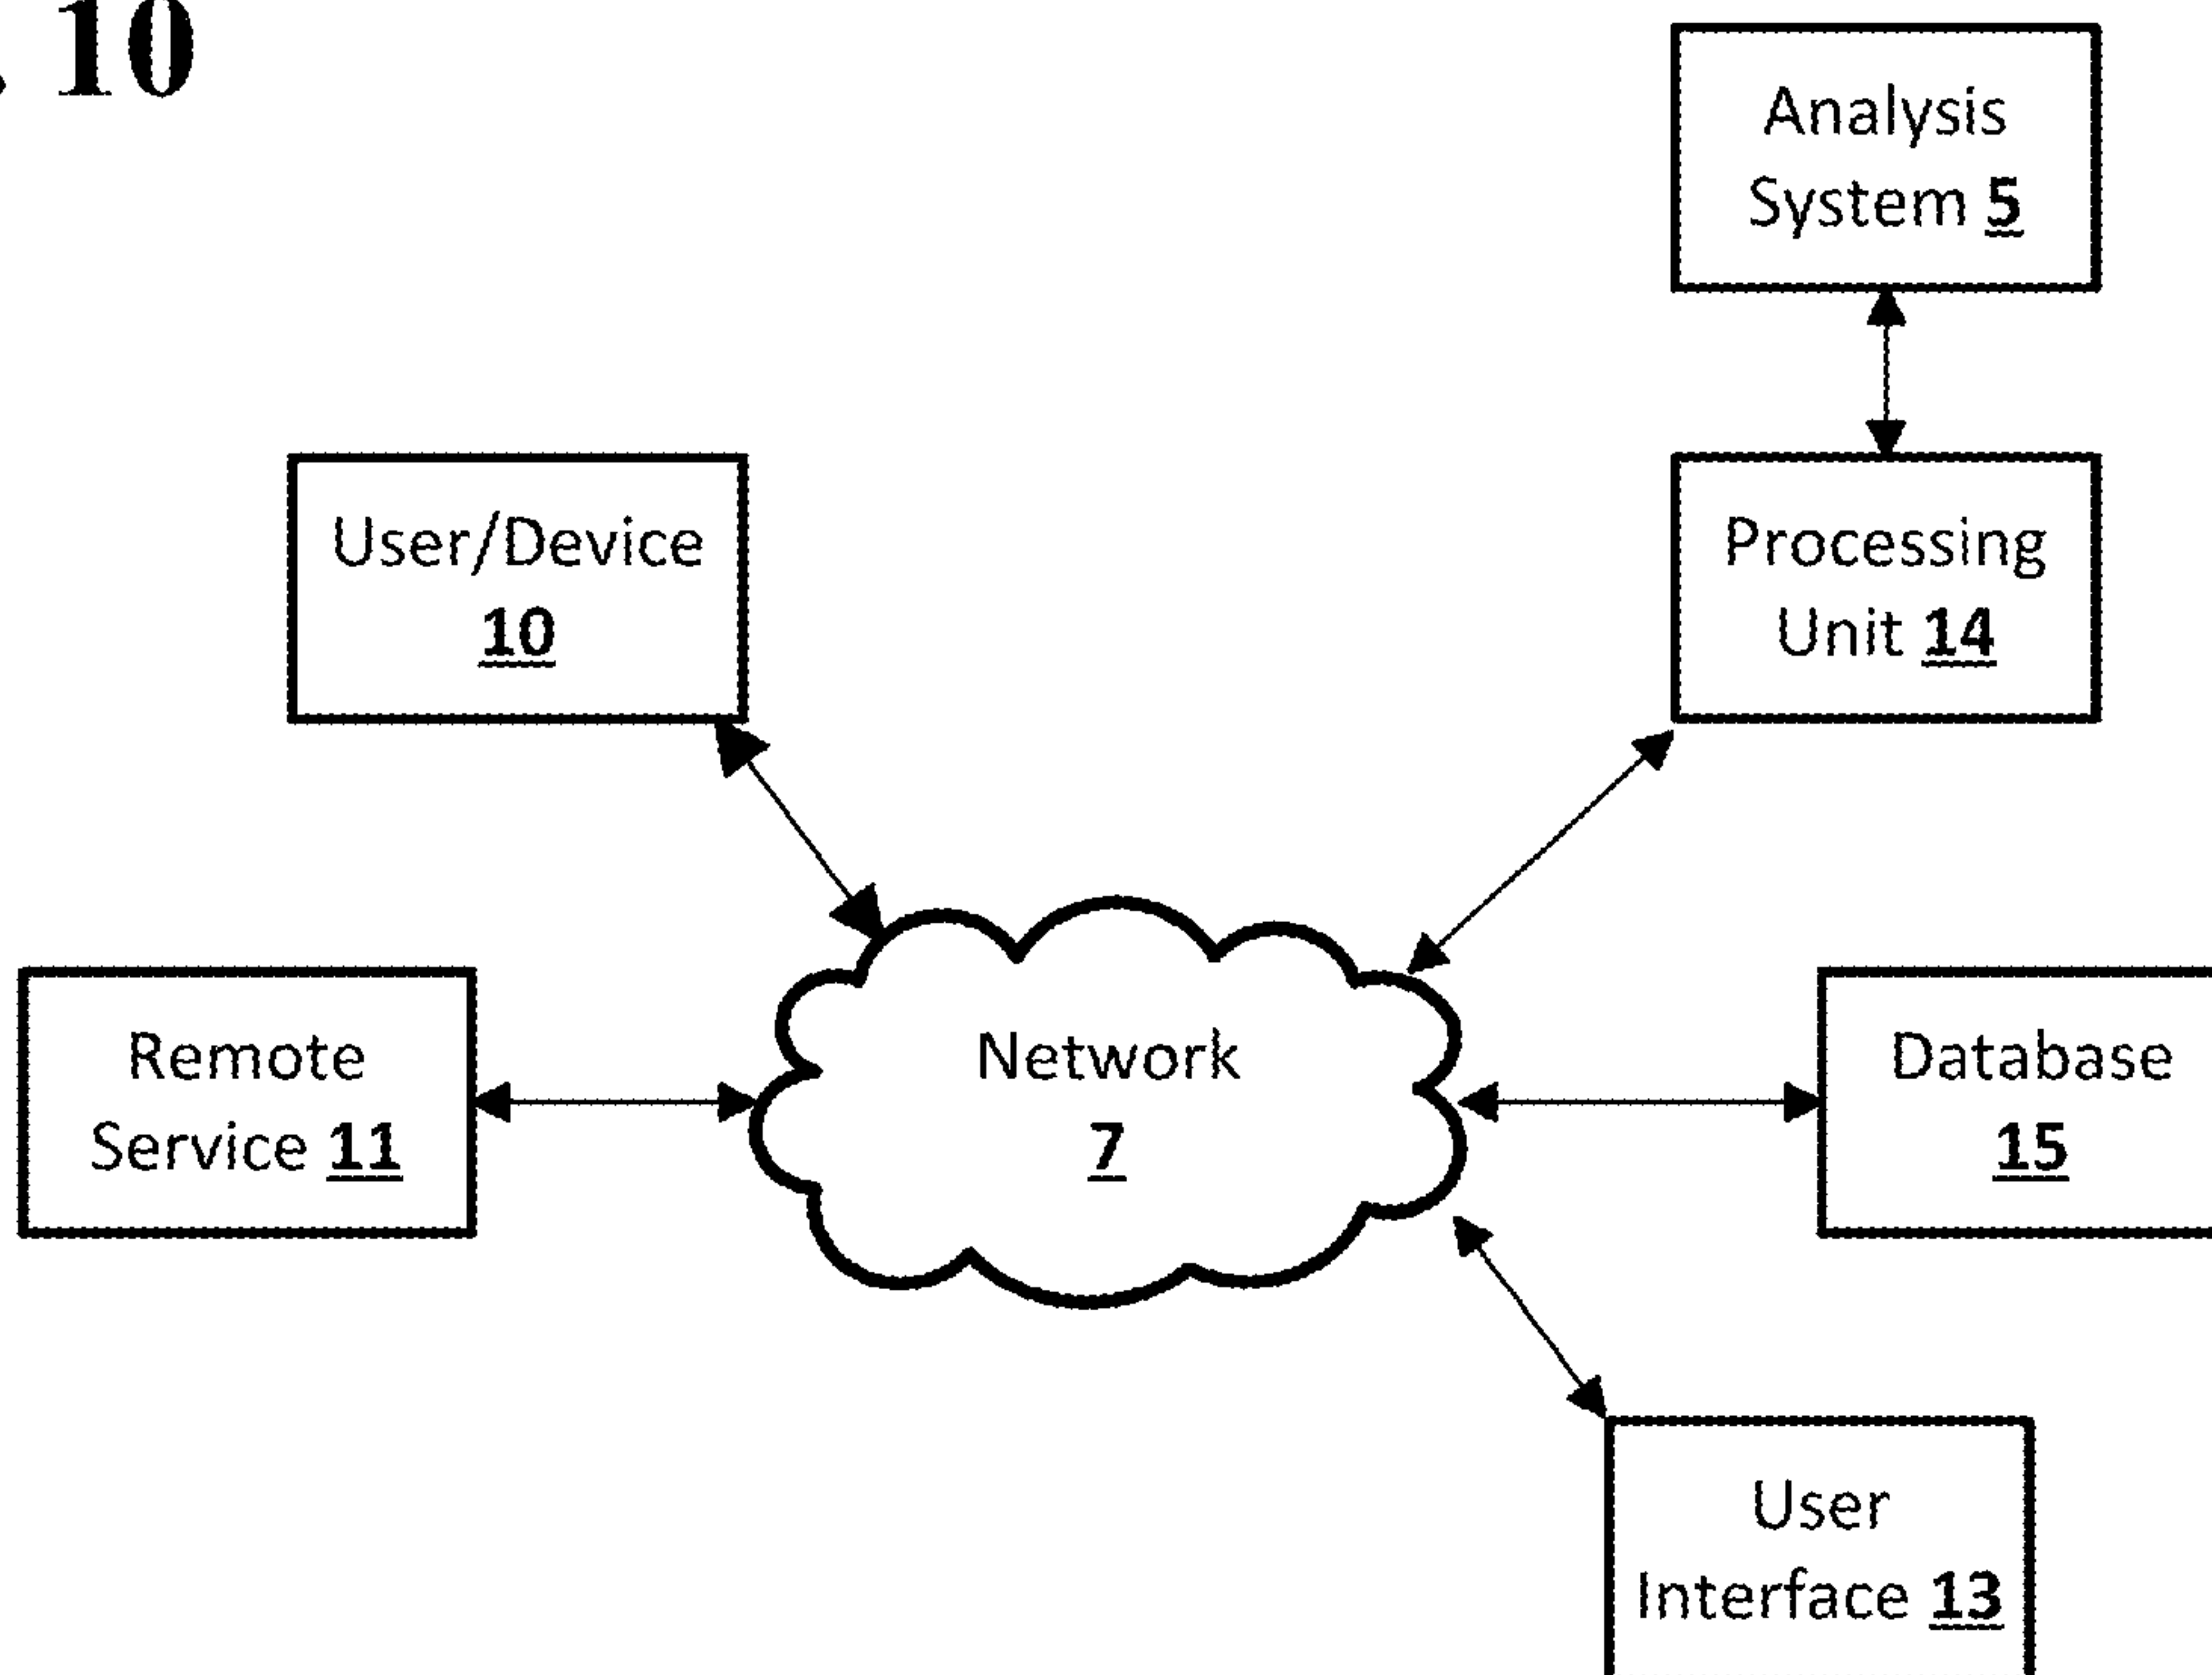 . 10
Analysis
System 5
User/Device
10
Processing
Unit 14
Remote
Service 11
Network
7
Database
15
User
Interface 13